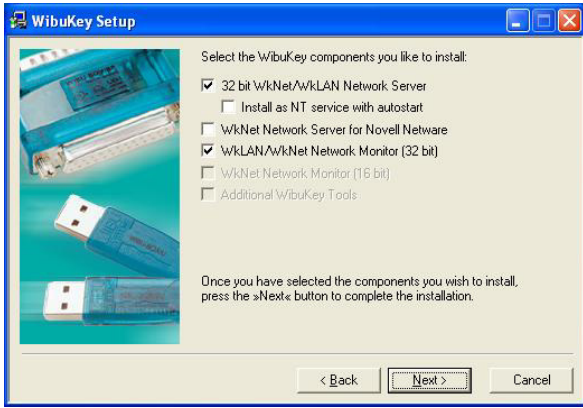 WibuKey Setup
Select the WibuKey components you like to install:
32 bit WkNet/WkLAN Network Server
Install as NT service with autostart
WkNet Network Server for Novell Netware
WkLAN/WkNet Network Monitor (32 bit)
WkNet Network Monitor (16 bit)
Additional WibuKey Tools
Once you have selected the components you wish to install,
press the »Next« button to complete the installation.
< Back
Next >
Cancel